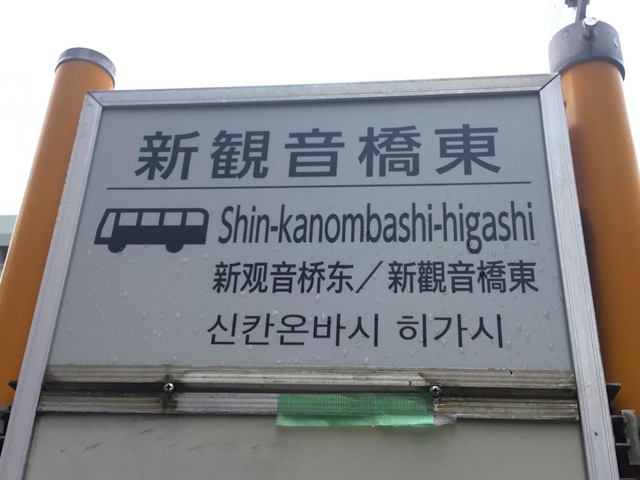 新観音橋東
Shin-kanombashi-higashi
新观音桥东／新觀音橋東
신칸온바시 히가시